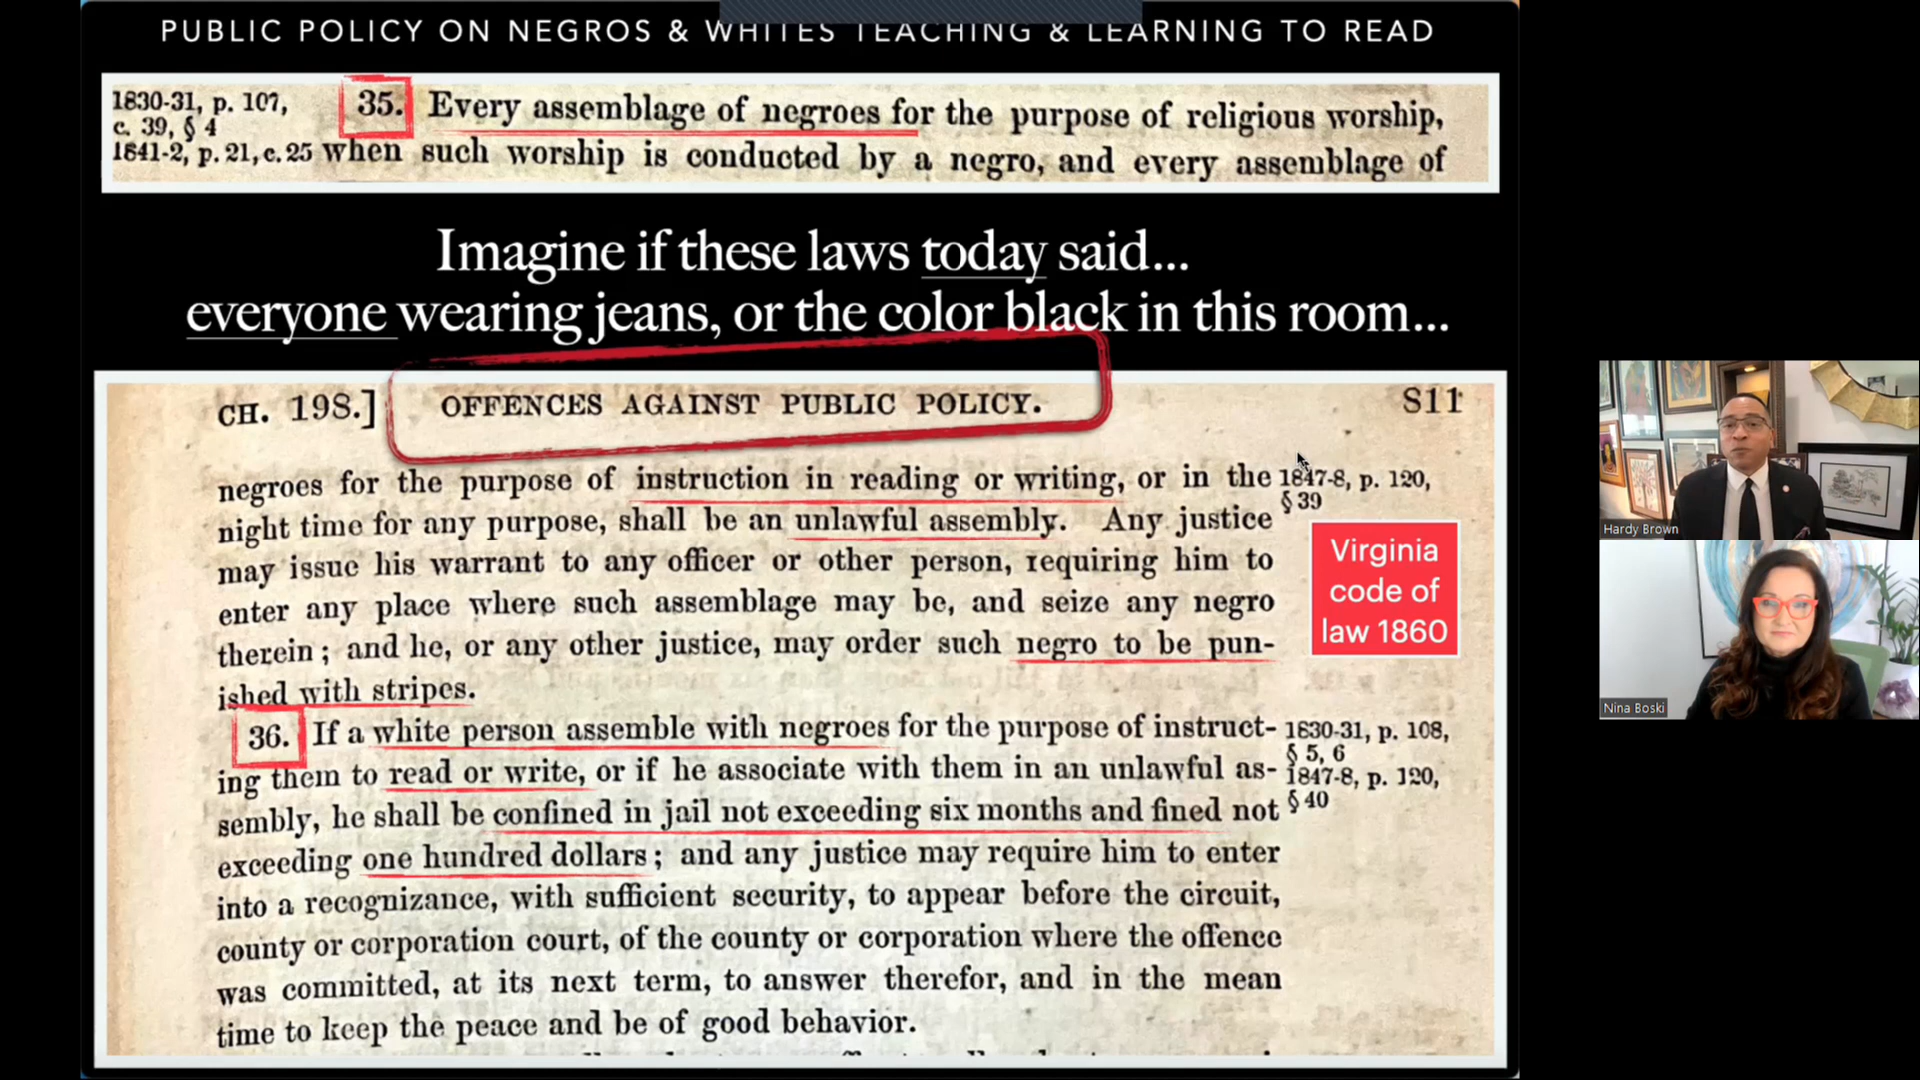 PUBLIC POLICY ON NEGROS & WHITES TEACHING & LEARNING TO READ
1830-31, p. 107,
c. 39, § 4
1841-2, p. 21, c. 25
35. Every assemblage of negroes for the purpose of religious worship,
when such worship is conducted by a negro, and every assemblage of
Imagine if these laws today said...
everyone wearing jeans, or the color black in this room...
CH. 198.] OFFENCES AGAINST PUBLIC POLICY. 811
negroes for the purpose of instruction in reading or writing, or in the
night time for any purpose, shall be an unlawful assembly. Any justice
may issue his warrant to any officer or other person, requiring him to
enter any place where such assemblage may be, and seize any negro
therein; and he, or any other justice, may order such negro to be pun-
ished with stripes.
1847-8, p. 120,
§ 39
Virginia
code of
law 1860
36. If a white person assemble with negroes for the purpose of instruct-
ing them to read or write, or if he associate with them in an unlawful as-
sembly, he shall be confined in jail not exceeding six months and fined not
exceeding one hundred dollars; and any justice may require him to enter
into a recognizance, with sufficient security, to appear before the circuit,
county or corporation court, of the county or corporation where the offence
was committed, at its next term, to answer therefor, and in the mean
time to keep the peace and be of good behavior.
1830-31, p. 108,
§ 5, 6
1847-8, p. 120,
§ 40
Hardy Brown
Nina Boski